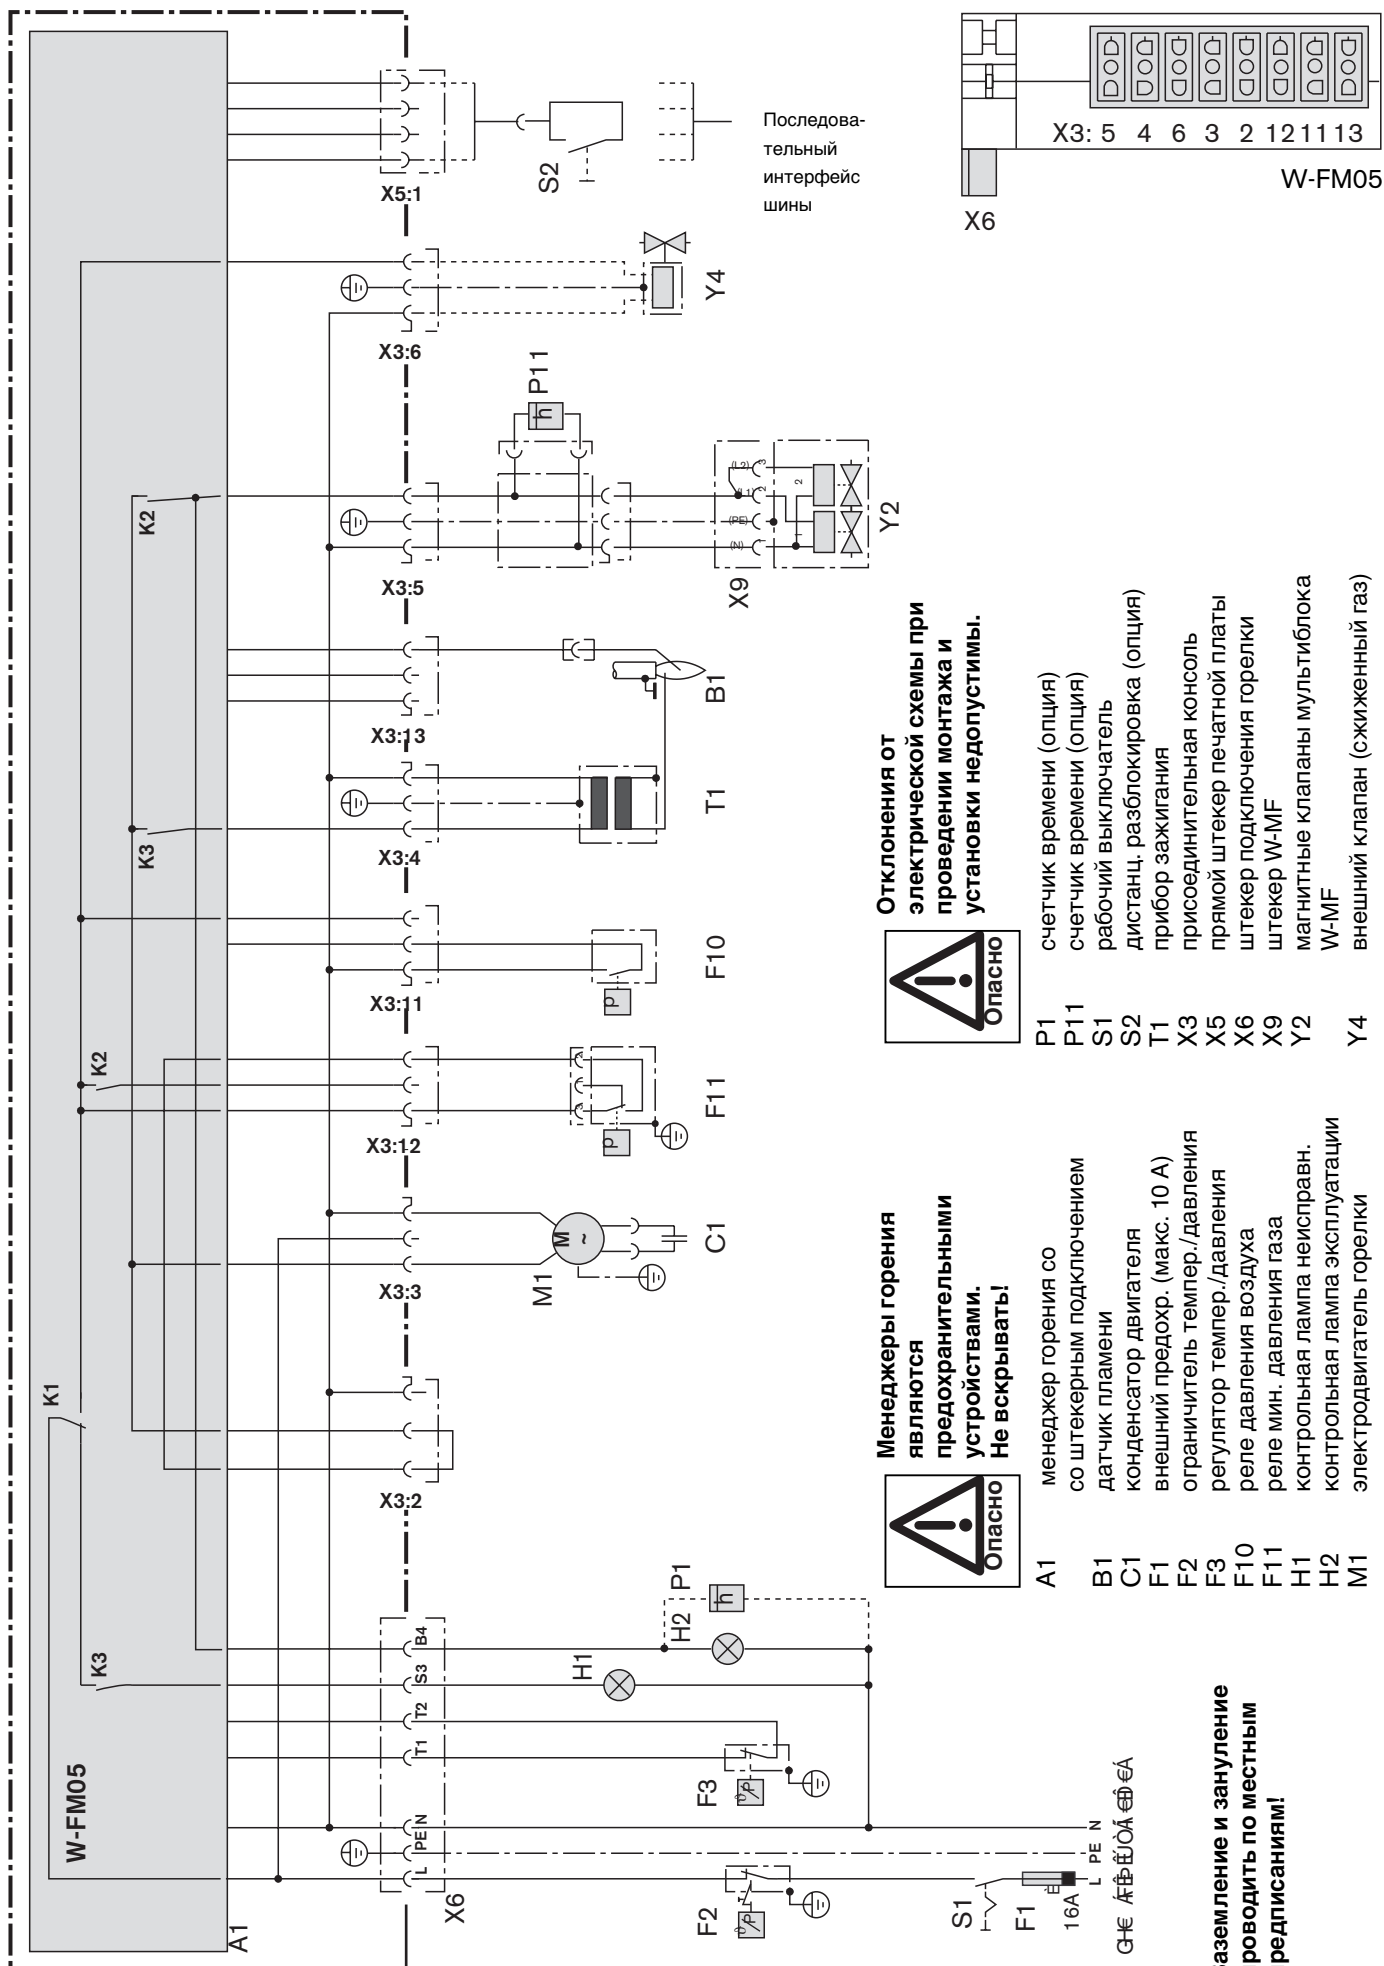 W-FM05
A1
K3
K1
K2
K3
K2
X6
L
PE N
T1
T2
S3
B4
X3:2
X3:3
X3:12
X3:11
X3:4
X3:13
X3:5
X3:6
X5:1
F2
F3
H1
H2
P1
h
M1
M
~
C1
F11
p
F10
p
T1
B1
X9
(N)
(PE)
(L2)
1
2
3
Y2
P11
h
Y4
S2
Последова-
тельный
интерфейс
шины
S1
F1
16A
L
PE
N
X3: 5 4 6 3 2 12 11 13
W-FM05
X6
Опасно
Менеджеры горения
являются
предохранительными
устройствами.
Не вскрывать!
Опасно
Отклонения от
электрической схемы при
проведении монтажа и
установки недопустимы.
A1 менеджер горения со
со штекерным подключением
B1 датчик пламени
C1 конденсатор двигателя
F1 внешний предохр. (макс. 10 А)
F2 ограничитель темпер./давления
F3 регулятор темпер./давления
F10 реле давления воздуха
F11 реле мин. давления газа
H1 контрольная лампа неисправн.
H2 контрольная лампа эксплуатации
M1 электродвигатель горелки
P1 счетчик времени (опция)
P11 счетчик времени (опция)
S1 рабочий выключатель
S2 дистанц. разблокировка (опция)
T1 прибор зажигания
X3 присоединительная консоль
X5 прямой штекер печатной платы
X6 штекер подключения горелки
X9 штекер W-MF
Y2 магнитные клапаны мультиблока
W-MF
Y4 внешний клапан (сжиженный газ)
аземление и зануление
роводить по местным
редписаниям!